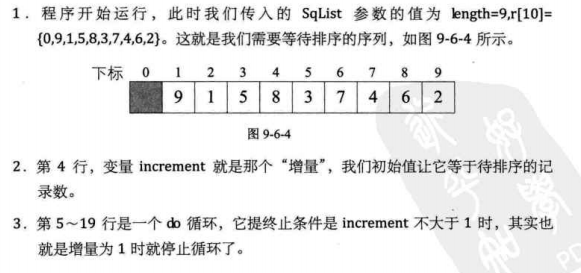 1. 程序开始运行，此时我们传入的 SqList 参数的值为 length=9,r[10]=
{0,9,1,5,8,3,7,4,6,2}。这就是我们需要等待排序的序列，如图 9-6-4 所示。
下标 0 1 2 3 4 5 6 7 8 9
9 1 5 8 3 7 4 6 2
图 9-6-4
2. 第 4 行，变量 increment 就是那个“增量”，我们初始值让它等于待排序的记
录数。
3. 第 5～19 行是一个 do 循环，它提终止条件是 increment 不大于 1 时，其实也
就是增量为 1 时就停止循环了。